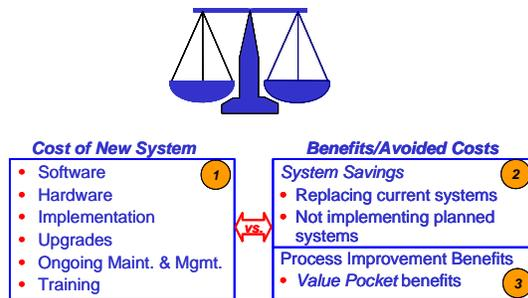 Cost of New System
• Software
• Hardware
• Implementation
• Upgrades
• Ongoing Maint. & Mgmt.
• Training
1
vs.
Benefits/Avoided Costs
System Savings
2
• Replacing current systems
• Not implementing planned
systems
Process Improvement Benefits
• Value Pocket benefits
3